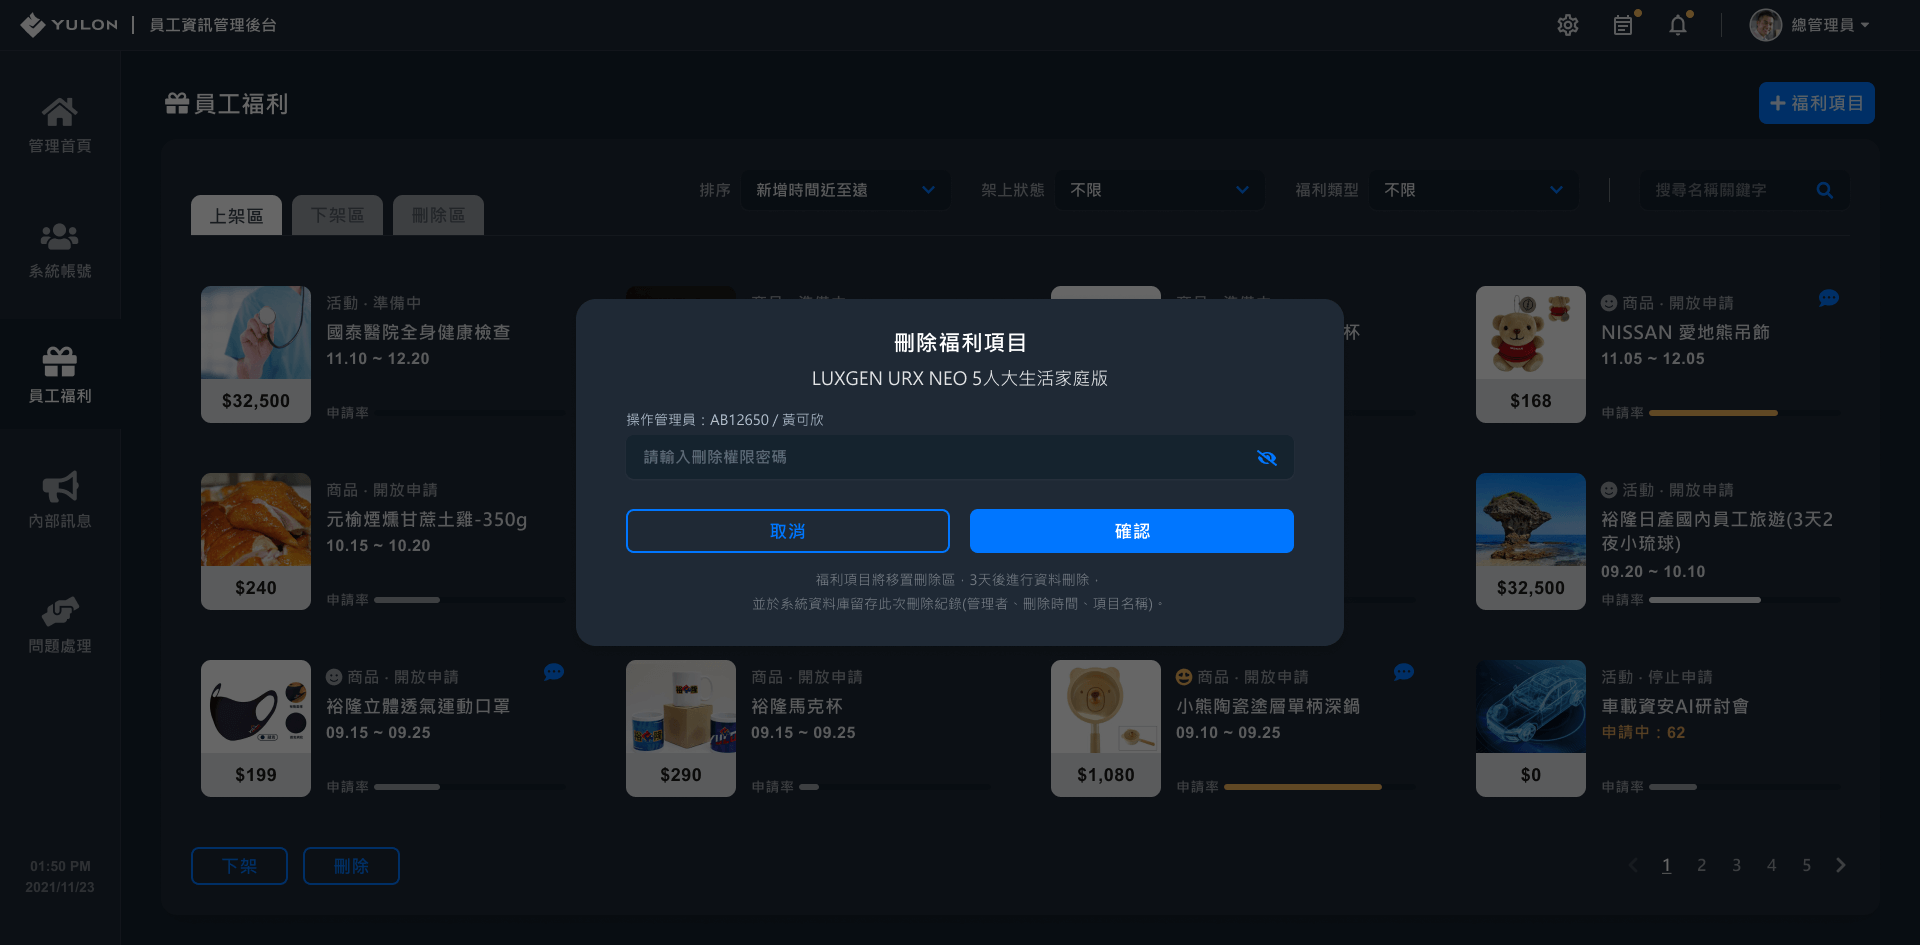 YULON
員工資訊管理後台
總管理員
管理首頁
系統帳號
員工福利
內部訊息
問題處理
01:50 PM
2021/11/23
員工福利
福利項目
上架區
下架區
刪除區
排序
新增時間近至遠
架上狀態
不限
福利類型
不限
搜尋名稱關鍵字
活動 · 準備中
國泰醫院全身健康檢查
11.10 ~ 12.20
$32,500
申請率
商品 · 準備中
商品 · 準備中
杯
商品 · 開放申請
NISSAN 愛地熊吊飾
11.05 ~ 12.05
$168
申請率
刪除福利項目
LUXGEN URX NEO 5人大生活家庭版
操作管理員：AB12650 / 黃可欣
請輸入刪除權限密碼
取消
確認
福利項目將移置刪除區，3天後進行資料刪除，
並於系統資料庫留存此次刪除紀錄(管理者、刪除時間、項目名稱)。
商品 · 開放申請
元榆煙燻甘蔗土雞-350g
10.15 ~ 10.20
$240
申請率
活動 · 開放申請
裕隆日產國內員工旅遊(3天2
夜小琉球)
09.20 ~ 10.10
$32,500
申請率
商品 · 開放申請
裕隆立體透氣運動口罩
09.15 ~ 09.25
$199
申請率
商品 · 開放申請
裕隆馬克杯
09.15 ~ 09.25
$290
申請率
商品 · 開放申請
小熊陶瓷塗層單柄深鍋
09.10 ~ 09.25
$1,080
申請率
活動 · 停止申請
車載資安AI研討會
申請中：62
$0
申請率
下架
刪除
1 2 3 4 5